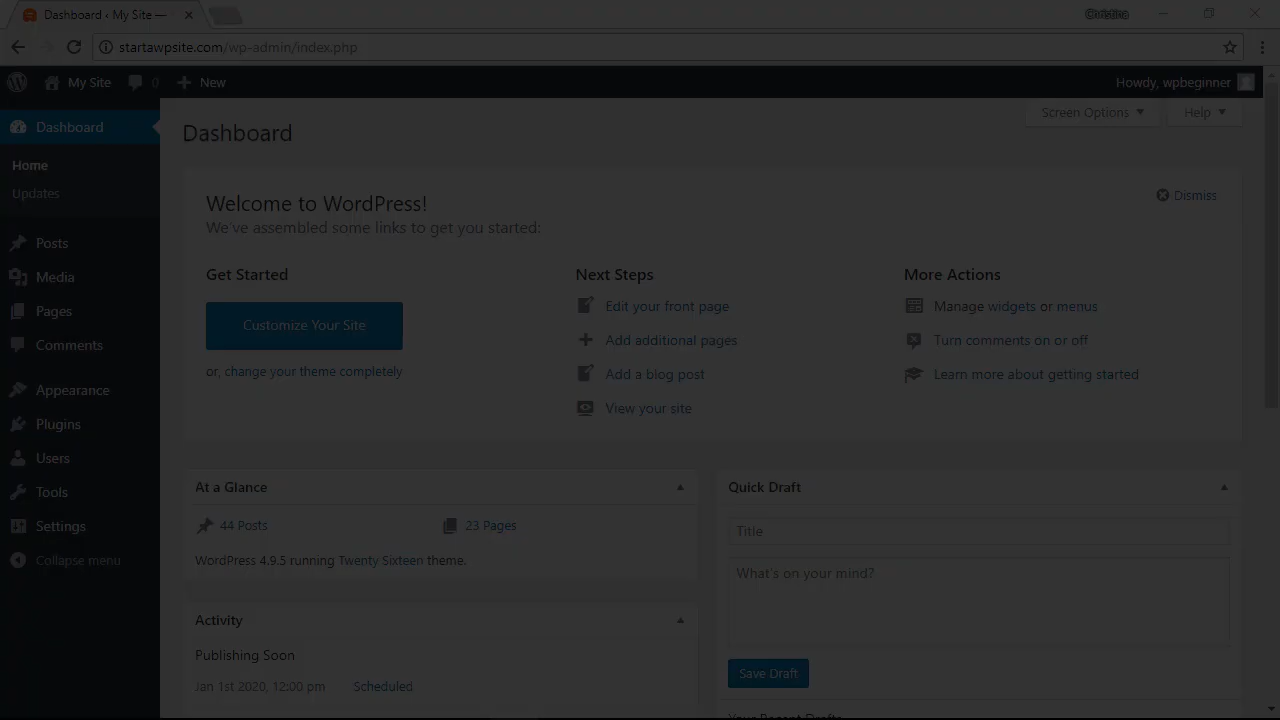 Dashboard ‹ My Site —
Christina
startawpsite.com/wp-admin/index.php
My Site
0
New
Howdy, wpbeginner
Dashboard
Home
Updates
Posts
Media
Pages
Comments
Appearance
Plugins
Users
Tools
Settings
Collapse menu
Dashboard
Screen Options
Help
Welcome to WordPress!
We've assembled some links to get you started:
Dismiss
Get Started
Customize Your Site
or, change your theme completely
Next Steps
Edit your front page
Add additional pages
Add a blog post
View your site
More Actions
Manage widgets or menus
Turn comments on or off
Learn more about getting started
At a Glance
44 Posts
23 Pages
WordPress 4.9.5 running Twenty Sixteen theme.
Activity
Publishing Soon
Jan 1st 2020, 12:00 pm
Scheduled
Quick Draft
Title
What's on your mind?
Save Draft
Your Recent Drafts